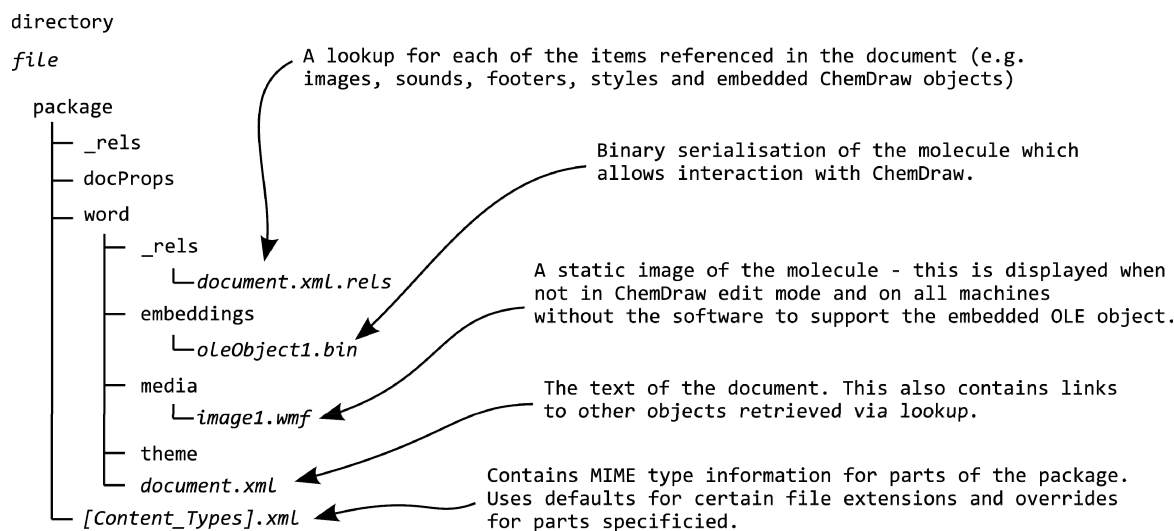 directory
file
A lookup for each of the items referenced in the document (e.g.
images, sounds, footers, styles and embedded ChemDraw objects)
package
_rels
Binary serialisation of the molecule which
allows interaction with ChemDraw.
docProps
word
_rels
document.xml.rels
A static image of the molecule - this is displayed when
not in ChemDraw edit mode and on all machines
without the software to support the embedded OLE object.
embeddings
oleObject1.bin
media
image1.wmf
The text of the document. This also contains links
to other objects retrieved via lookup.
theme
document.xml
Contains MIME type information for parts of the package.
Uses defaults for certain file extensions and overrides
for parts specificied.
[Content_Types].xml